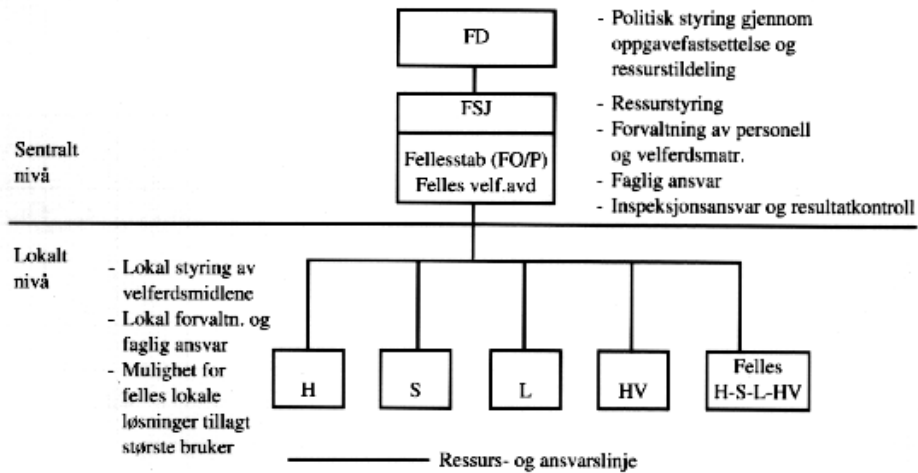 FD
- Politisk styring gjennom
oppgavefastsettelse og
ressurstildeling
FSJ
Fellesstab (FO/P)
Felles velf.avd
- Ressurstyring
- Forvaltning av personell
og velferdsmatr.
- Faglig ansvar
- Inspeksjonsansvar og resultatkontroll
Sentralt
nivå
Lokalt
nivå
- Lokal styring av
velferdsmidlene
- Lokal forvaltn. og
faglig ansvar
- Mulighet for
felles lokale
løsninger tillagt
største bruker
H
S
L
HV
Felles
H-S-L-HV
Ressurs- og ansvarslinje